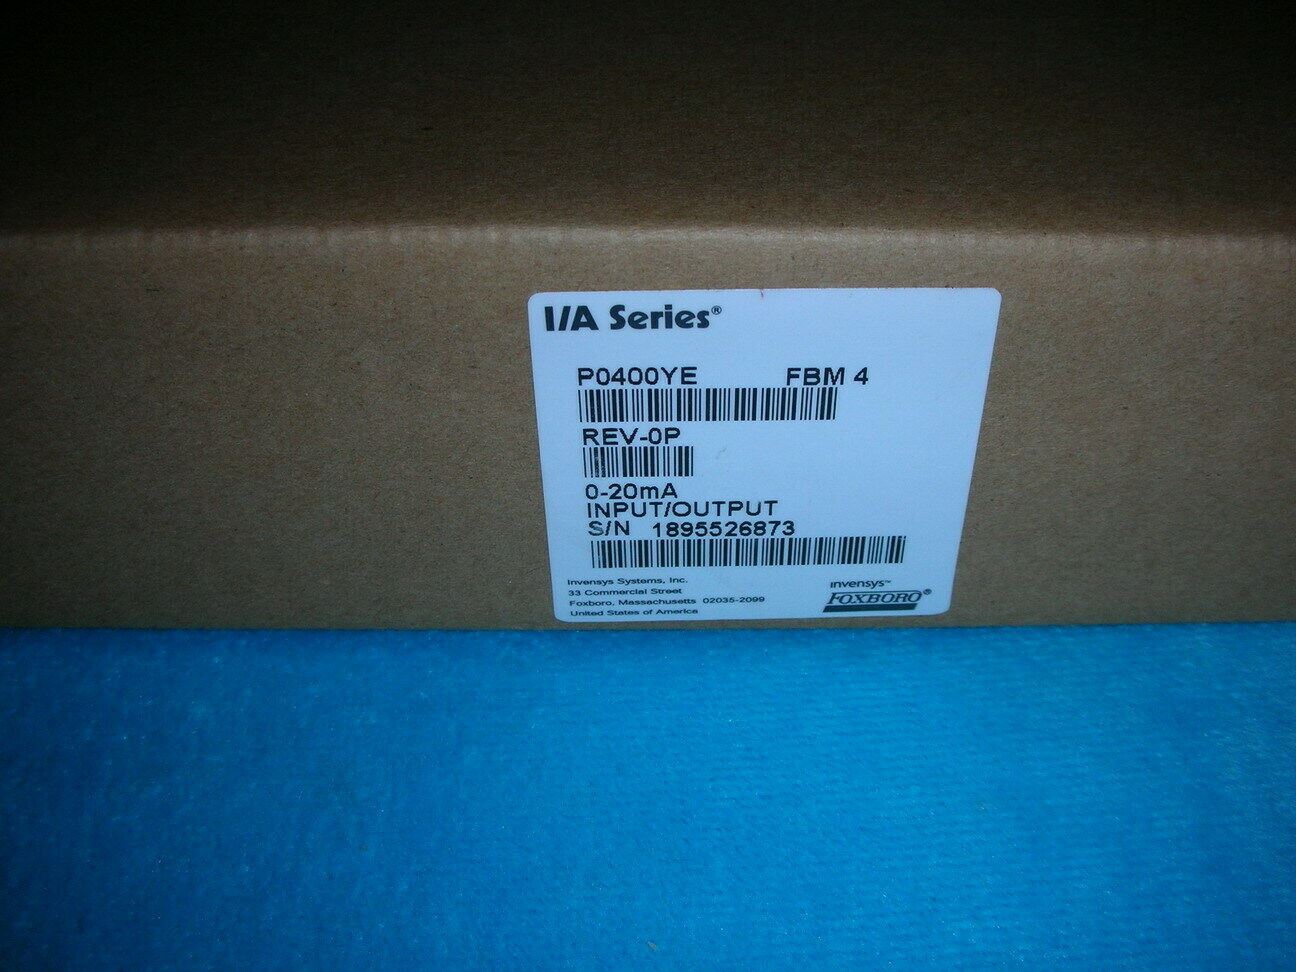 I/A Series®
P0400YE FBM 4
REV-0P
0-20mA
INPUT/OUTPUT
S/N 1895526873
Invensys Systems, Inc.
33 Commercial Street
Foxboro, Massachusetts 02035-2099
United States of America
invensys™
FOXBORO®